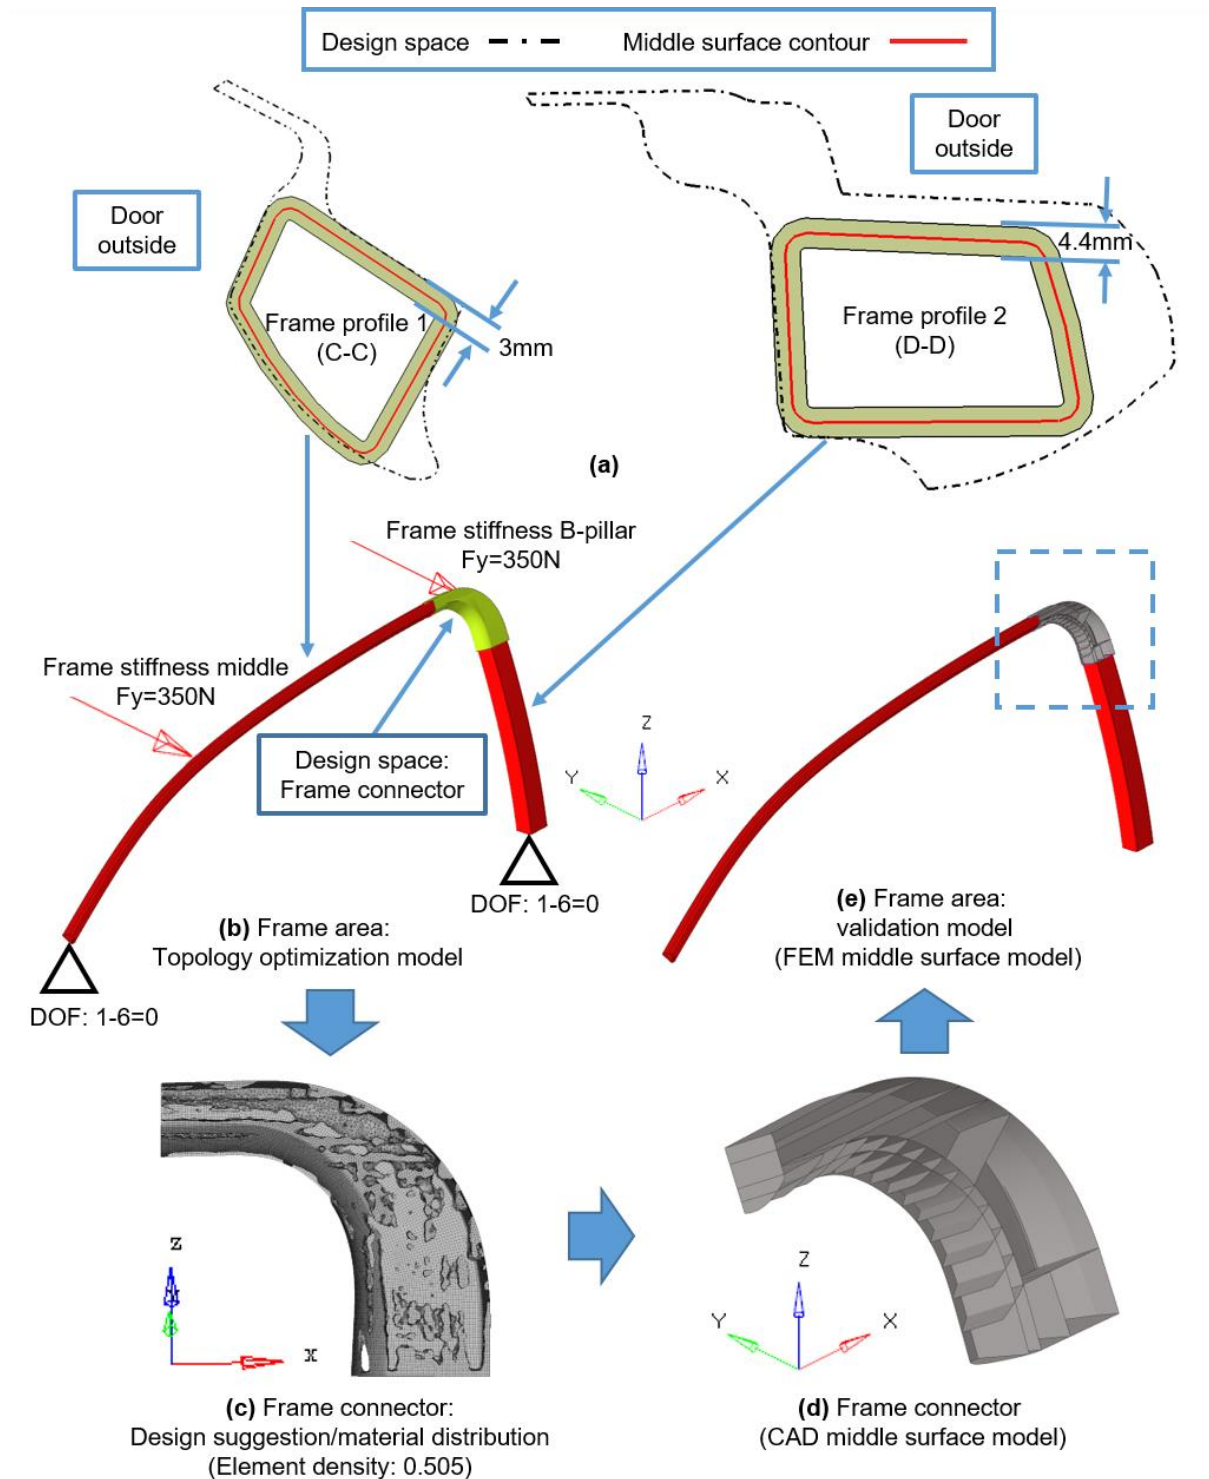 Design space
Middle surface contour
Door
outside
Door
outside
4.4mm
Frame profile 1
(C-C)
3mm
Frame profile 2
(D-D)
(a)
Frame stiffness B-pillar
Fy=350N
Frame stiffness middle
Fy=350N
Design space:
Frame connector
Z
Y
X
DOF: 1-6=0
(b) Frame area:
Topology optimization model
DOF: 1-6=0
(e) Frame area:
validation model
(FEM middle surface model)
Z
X
Z
Y
X
(c) Frame connector:
Design suggestion/material distribution
(Element density: 0.505)
(d) Frame connector
(CAD middle surface model)